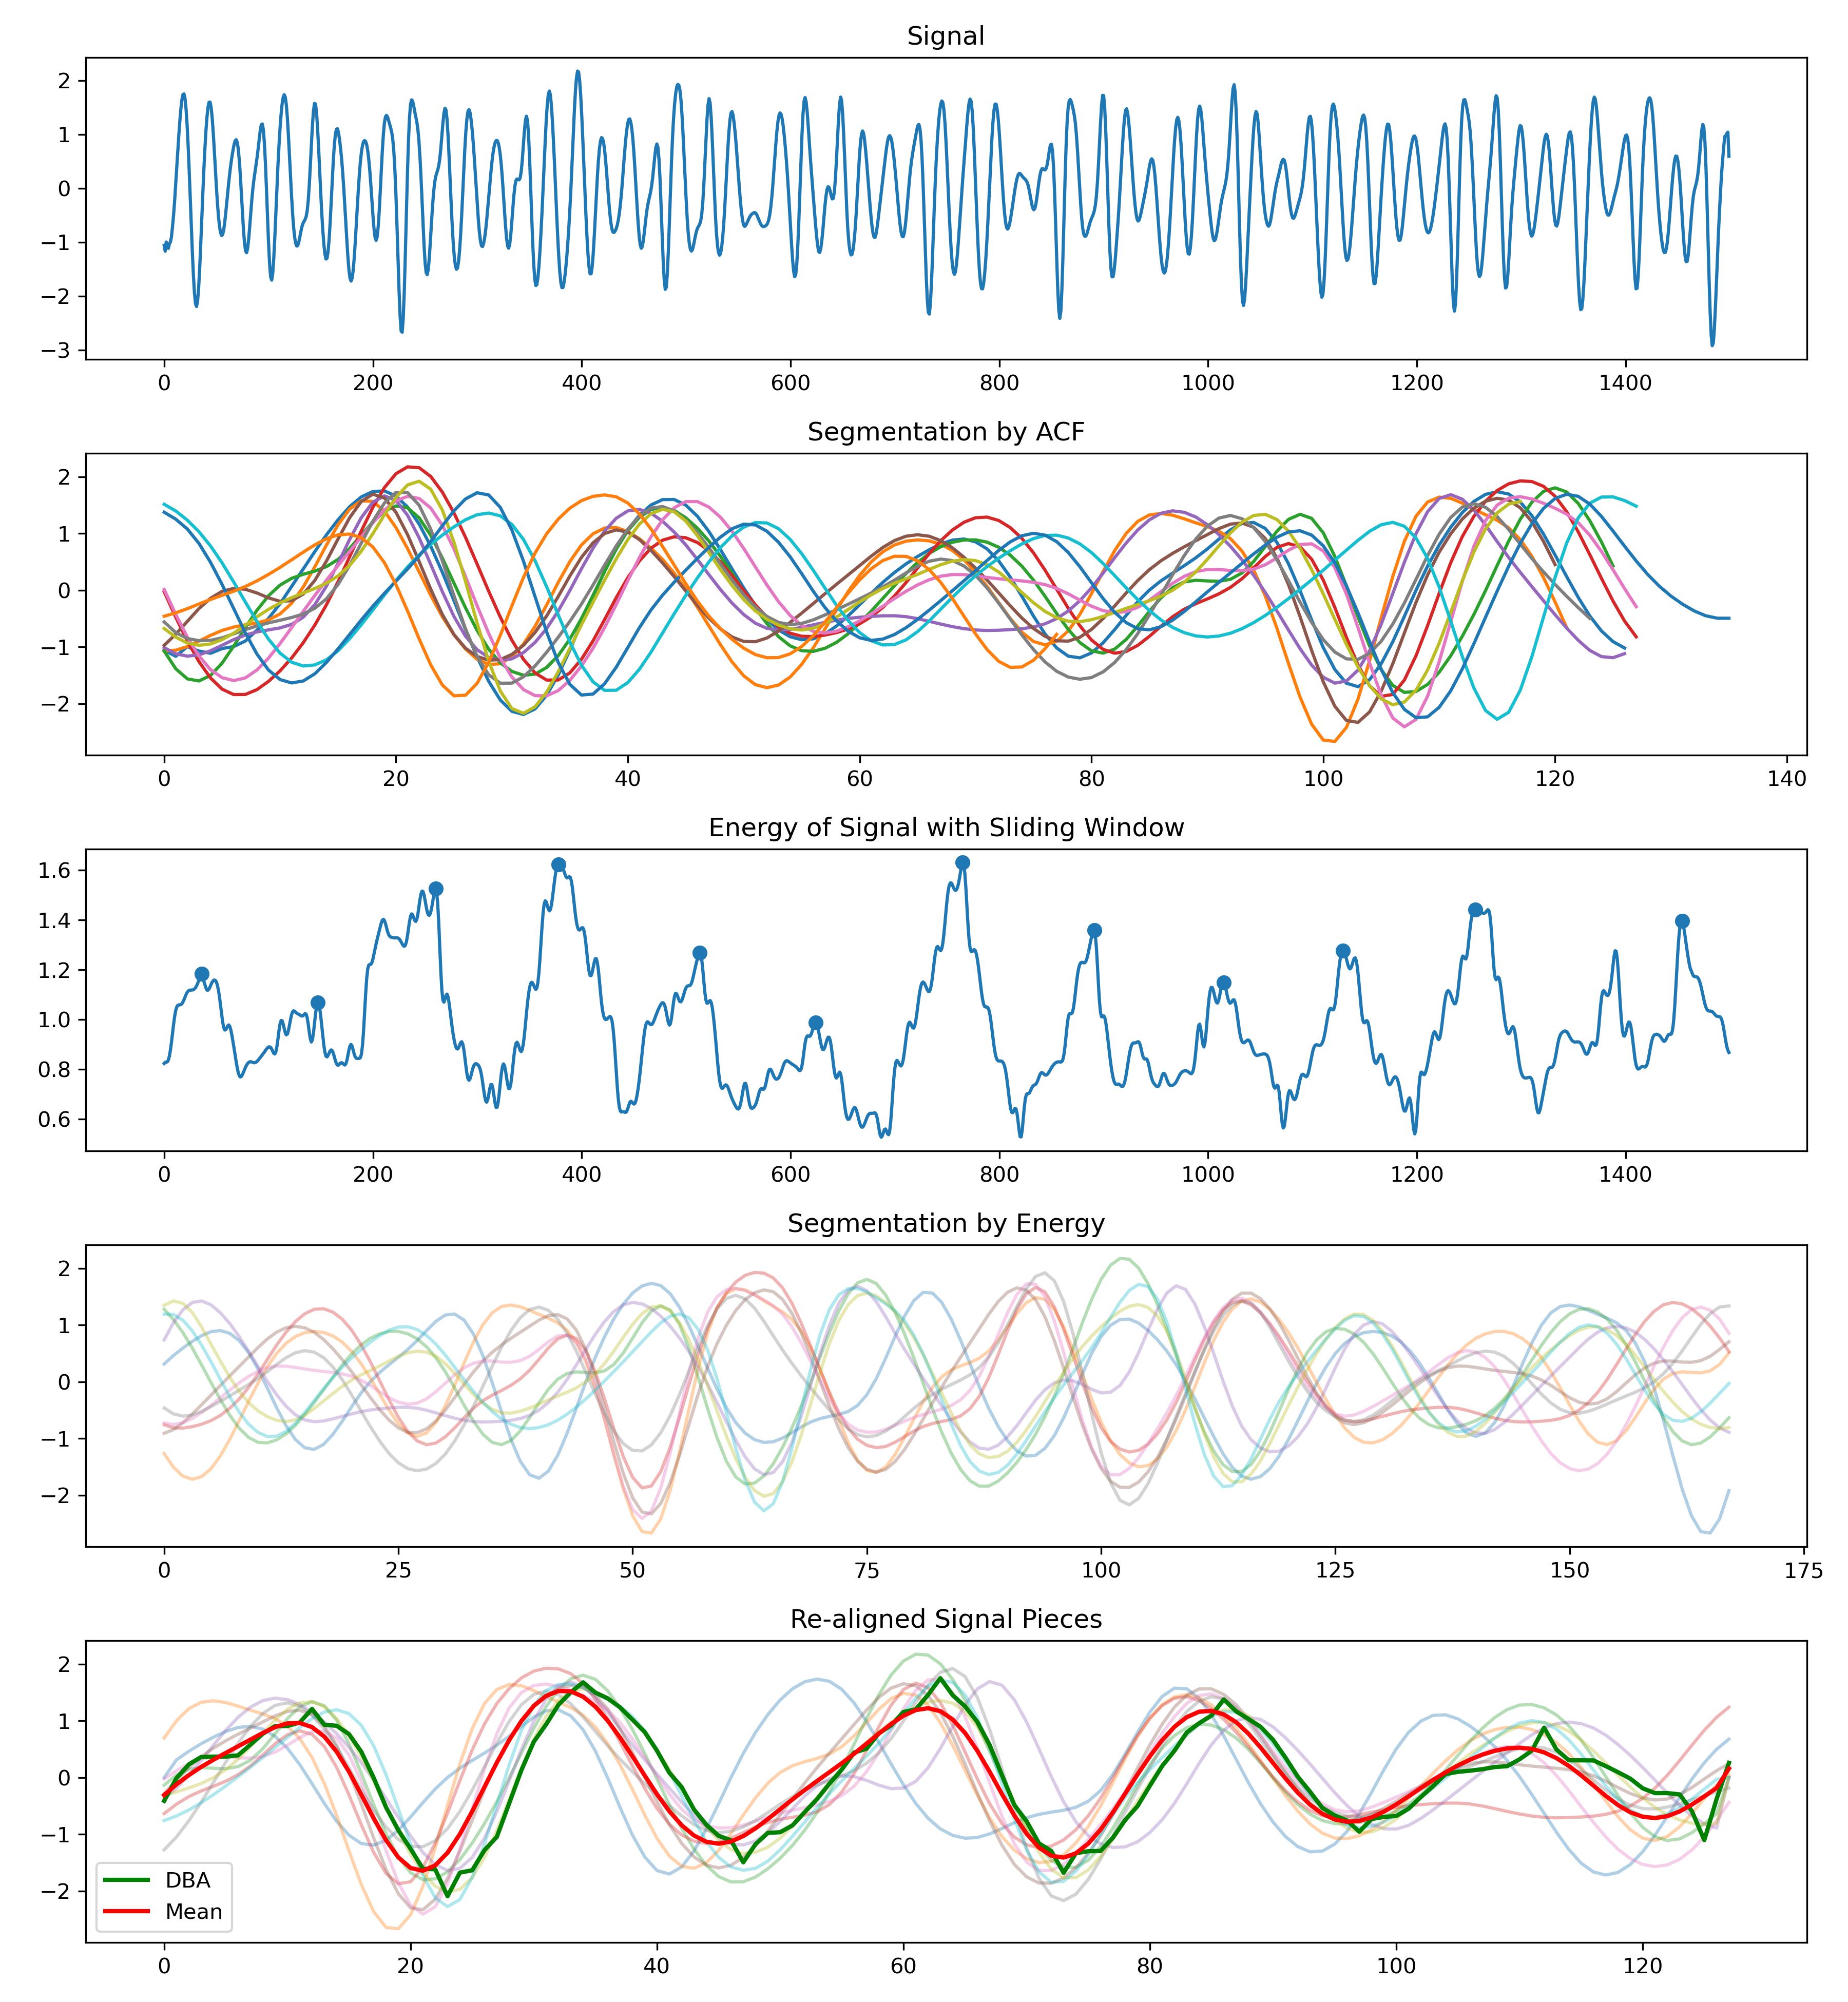 Signal
2
1
0
−1
−2
−3
0 200 400 600 800 1000 1200 1400
Segmentation by ACF
2
1
0
−1
−2
0 20 40 60 80 100 120 140
Energy of Signal with Sliding Window
1.6
1.4
1.2
1.0
0.8
0.6
0 200 400 600 800 1000 1200 1400
Segmentation by Energy
2
1
0
−1
−2
0 25 50 75 100 125 150 175
Re-aligned Signal Pieces
2
1
0
−1
−2
DBA
Mean
0 20 40 60 80 100 120